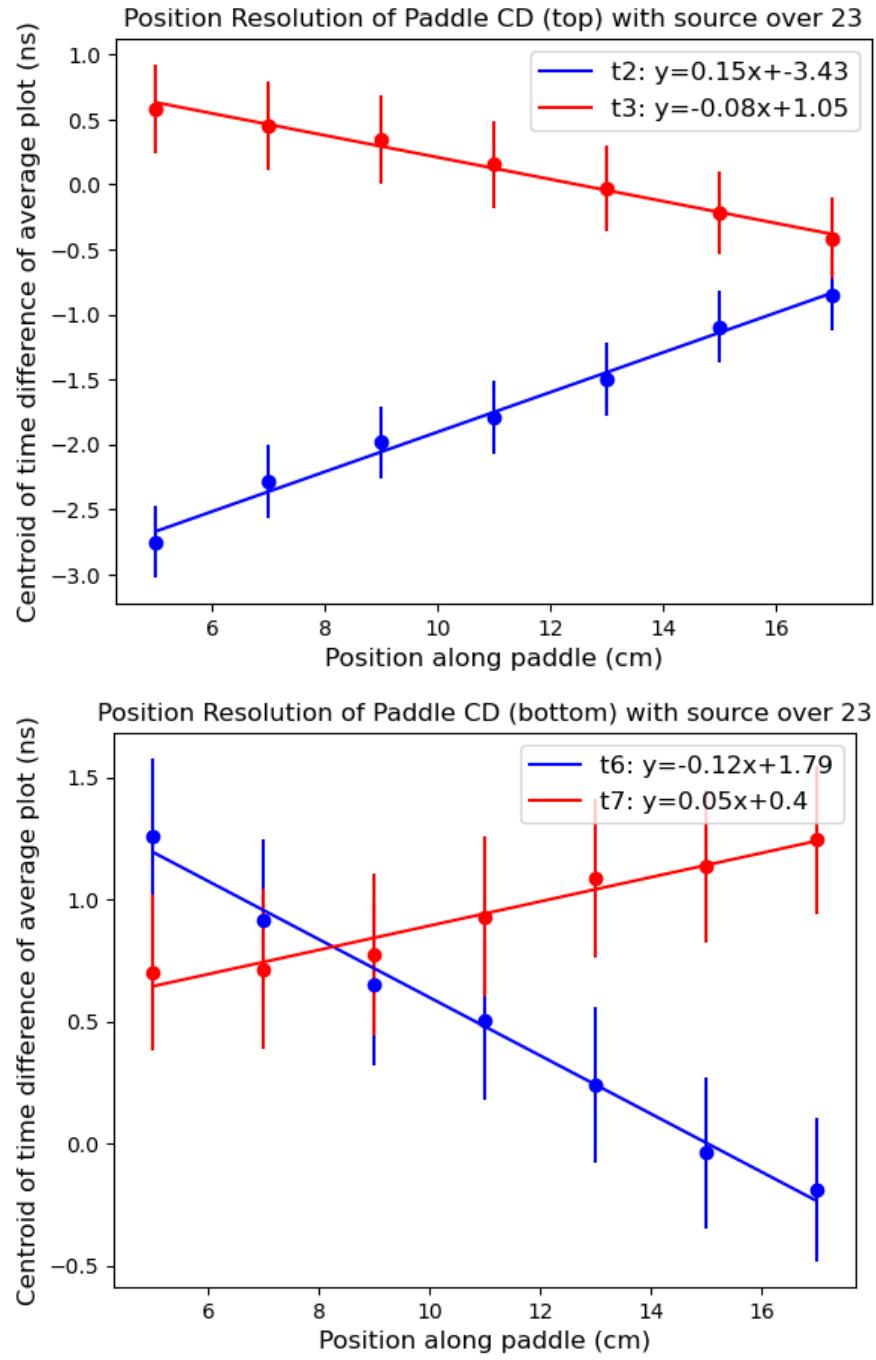 Position Resolution of Paddle CD (top) with source over 23
Centroid of time difference of average plot (ns)
1.0
0.5
0.0
−0.5
−1.0
−1.5
−2.0
−2.5
−3.0
t2: y=0.15x+-3.43
t3: y=-0.08x+1.05
6 8 10 12 14 16
Position along paddle (cm)
Position Resolution of Paddle CD (bottom) with source over 23
Centroid of time difference of average plot (ns)
1.5
1.0
0.5
0.0
−0.5
t6: y=-0.12x+1.79
t7: y=0.05x+0.4
6 8 10 12 14 16
Position along paddle (cm)